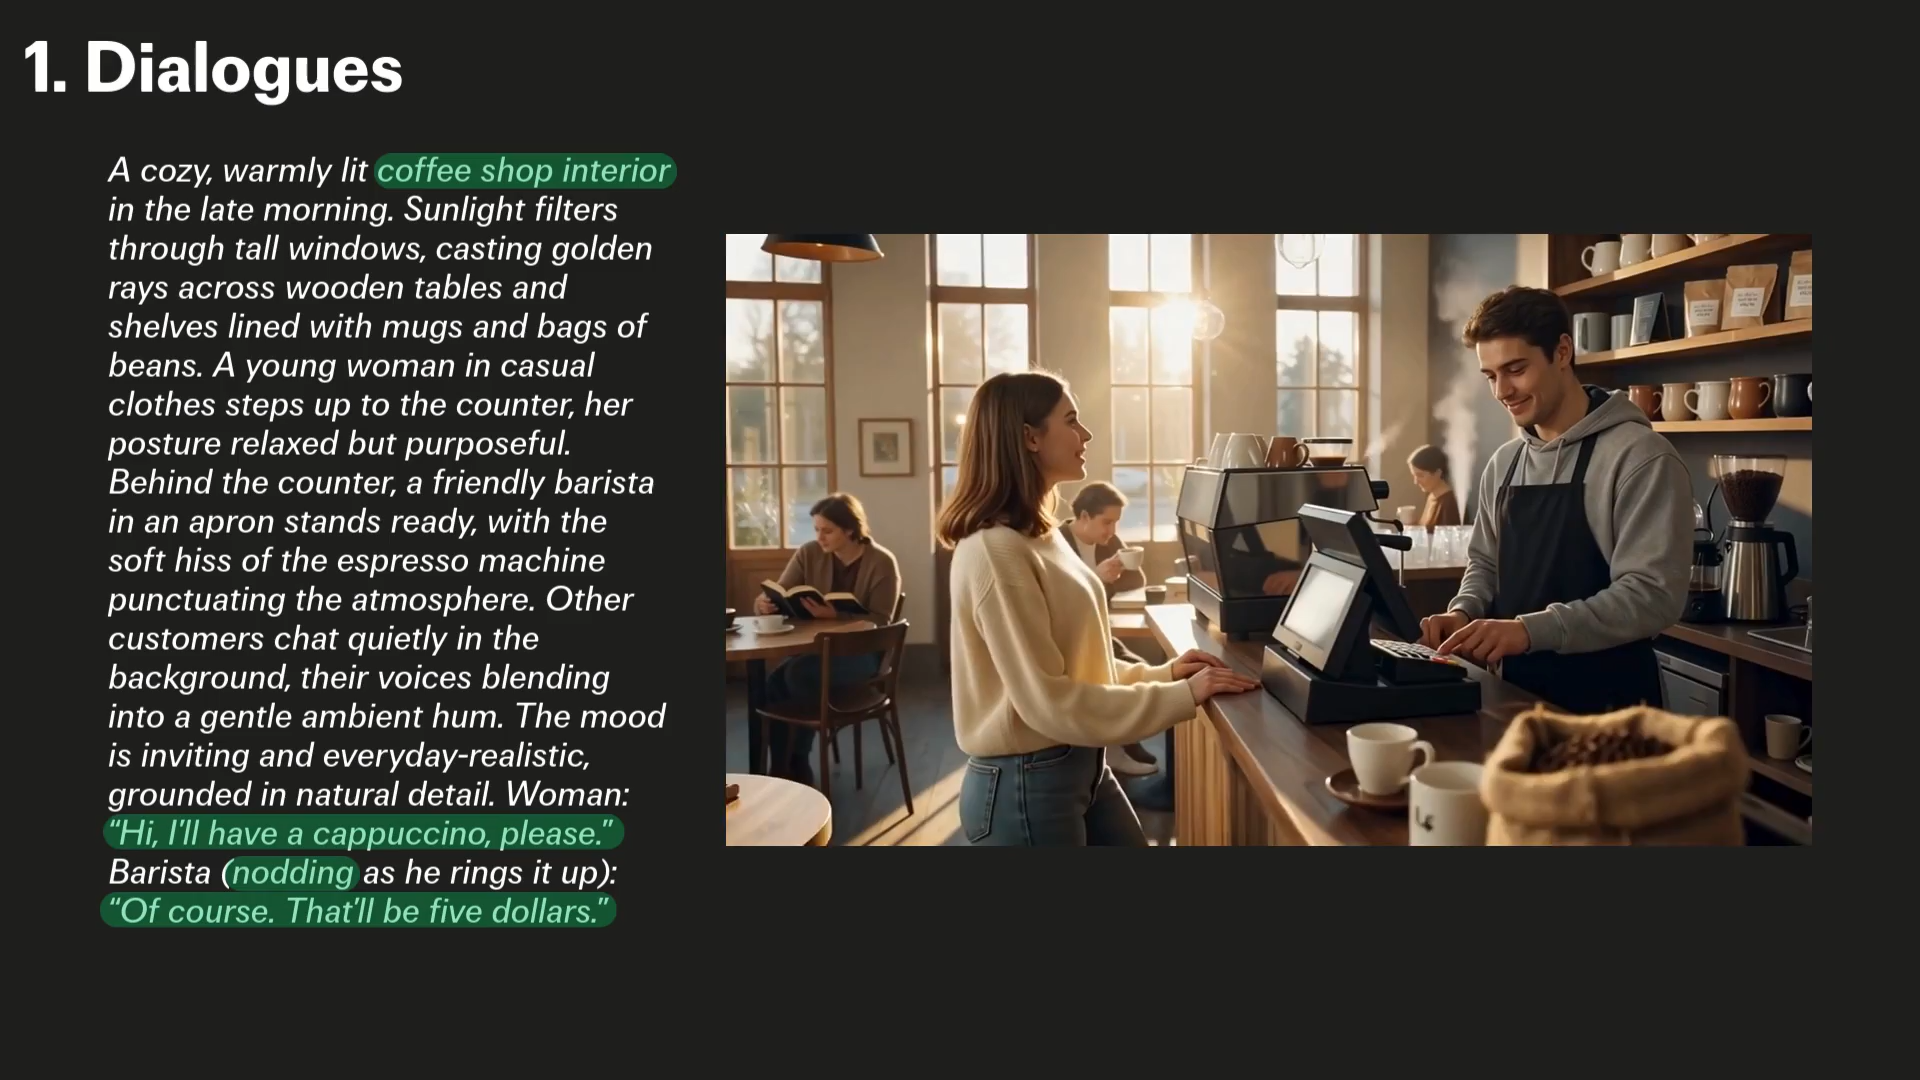 1. Dialogues
A cozy, warmly lit coffee shop interior
in the late morning. Sunlight filters
through tall windows, casting golden
rays across wooden tables and
shelves lined with mugs and bags of
beans. A young woman in casual
clothes steps up to the counter, her
posture relaxed but purposeful.
Behind the counter, a friendly barista
in an apron stands ready, with the
soft hiss of the espresso machine
punctuating the atmosphere. Other
customers chat quietly in the
background, their voices blending
into a gentle ambient hum. The mood
is inviting and everyday-realistic,
grounded in natural detail. Woman:
“Hi, I'll have a cappuccino, please.”
Barista (nodding as he rings it up):
“Of course. That'll be five dollars.”